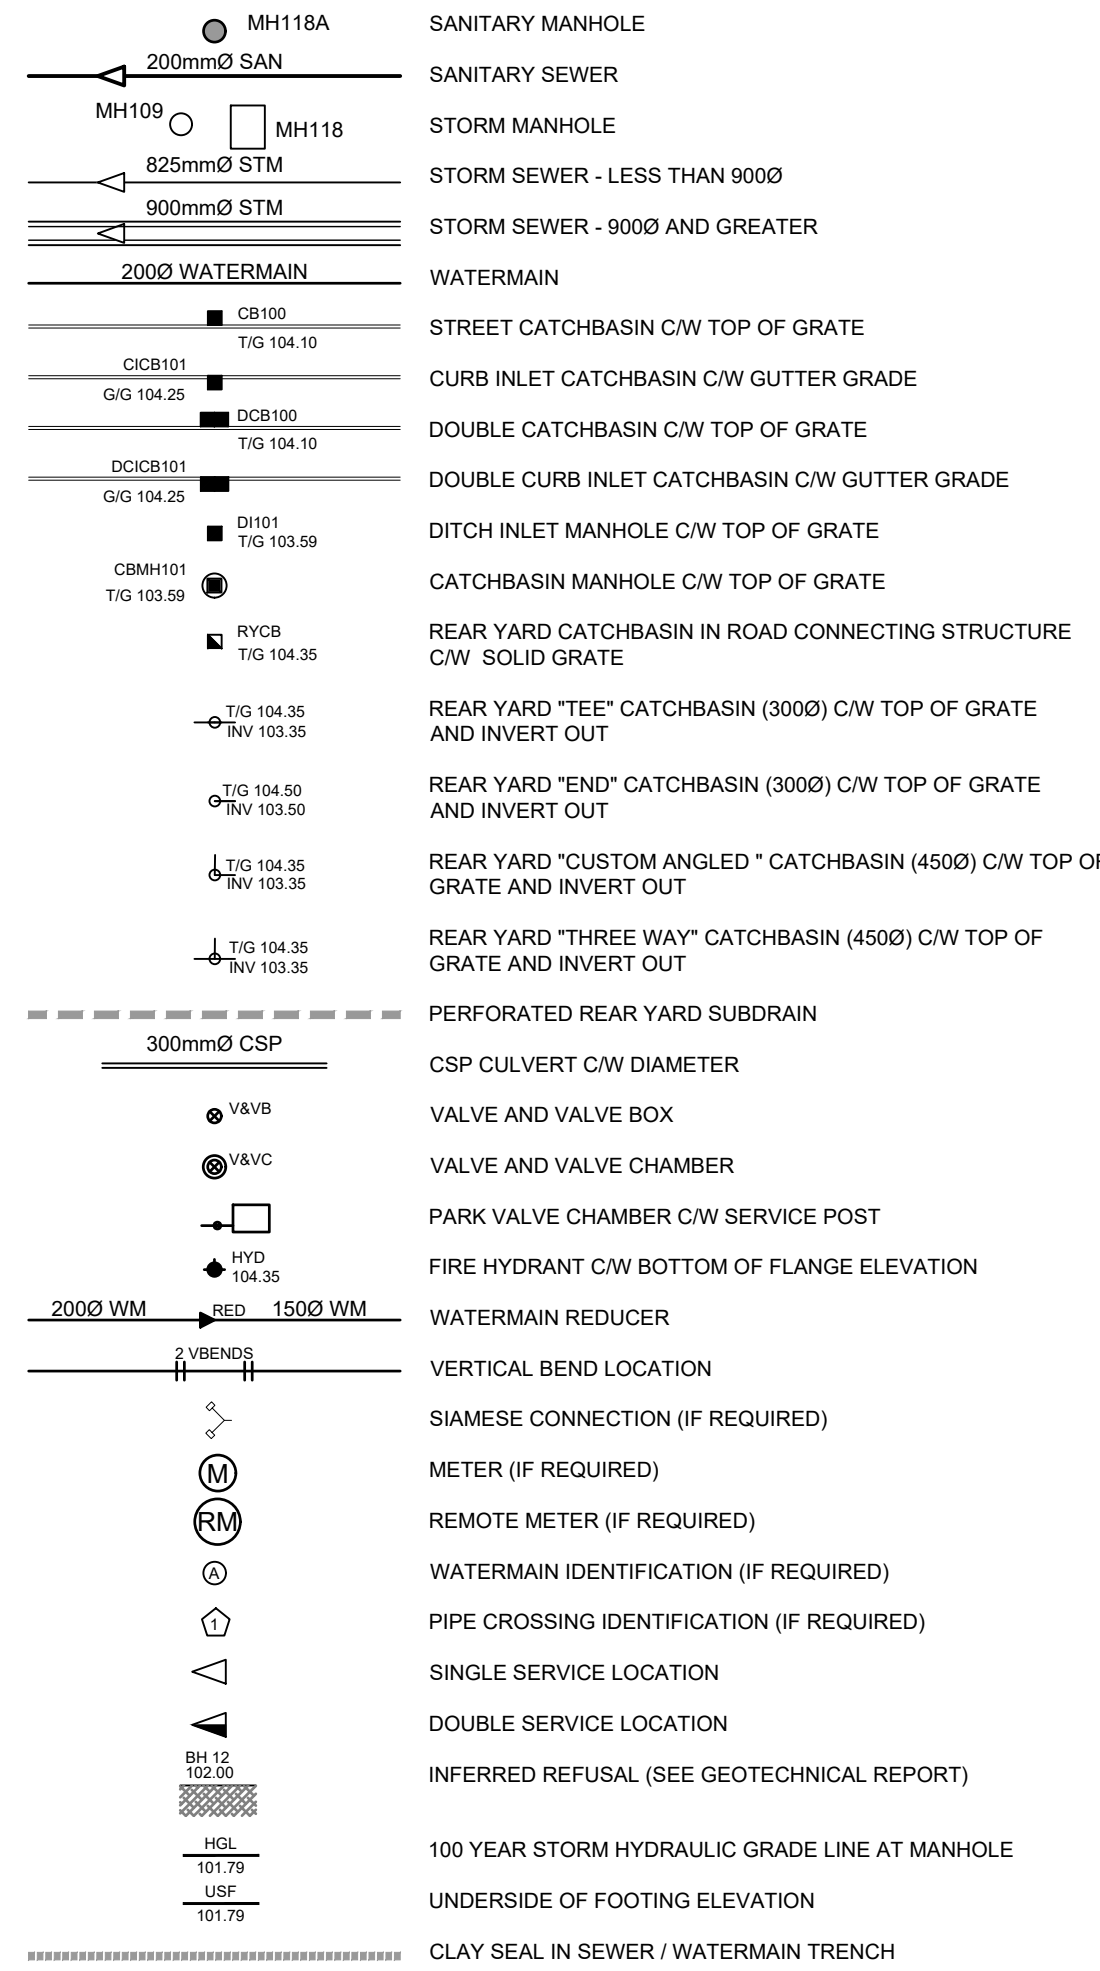 MH118A SANITARY MANHOLE
200mmØ SAN SANITARY SEWER
MH109 MH118 STORM MANHOLE
825mmØ STM STORM SEWER - LESS THAN 900Ø
900mmØ STM STORM SEWER - 900Ø AND GREATER
200Ø WATERMAIN WATERMAIN
CB100
T/G 104.10
STREET CATCHBASIN C/W TOP OF GRATE
CICB101
G/G 104.25
CURB INLET CATCHBASIN C/W GUTTER GRADE
DCB100
T/G 104.10
DOUBLE CATCHBASIN C/W TOP OF GRATE
DCICB101
G/G 104.25
DOUBLE CURB INLET CATCHBASIN C/W GUTTER GRADE
DI101
T/G 103.59
DITCH INLET MANHOLE C/W TOP OF GRATE
CBMH101
T/G 103.59
CATCHBASIN MANHOLE C/W TOP OF GRATE
RYCB
T/G 104.35
REAR YARD CATCHBASIN IN ROAD CONNECTING STRUCTURE
C/W SOLID GRATE
T/G 104.35
INV 103.35
REAR YARD "TEE" CATCHBASIN (300Ø) C/W TOP OF GRATE
AND INVERT OUT
T/G 104.50
INV 103.50
REAR YARD "END" CATCHBASIN (300Ø) C/W TOP OF GRATE
AND INVERT OUT
T/G 104.35
INV 103.35
REAR YARD "CUSTOM ANGLED " CATCHBASIN (450Ø) C/W TOP OF
GRATE AND INVERT OUT
T/G 104.35
INV 103.35
REAR YARD "THREE WAY" CATCHBASIN (450Ø) C/W TOP OF
GRATE AND INVERT OUT
PERFORATED REAR YARD SUBDRAIN
300mmØ CSP CSP CULVERT C/W DIAMETER
V&VB VALVE AND VALVE BOX
V&VC VALVE AND VALVE CHAMBER
PARK VALVE CHAMBER C/W SERVICE POST
HYD
104.35
FIRE HYDRANT C/W BOTTOM OF FLANGE ELEVATION
200Ø WM RED 150Ø WM WATERMAIN REDUCER
2 VBENDS VERTICAL BEND LOCATION
SIAMESE CONNECTION (IF REQUIRED)
M METER (IF REQUIRED)
RM REMOTE METER (IF REQUIRED)
A WATERMAIN IDENTIFICATION (IF REQUIRED)
1 PIPE CROSSING IDENTIFICATION (IF REQUIRED)
SINGLE SERVICE LOCATION
DOUBLE SERVICE LOCATION
BH 12
102.00
INFERRED REFUSAL (SEE GEOTECHNICAL REPORT)
HGL
101.79
100 YEAR STORM HYDRAULIC GRADE LINE AT MANHOLE
USF
101.79
UNDERSIDE OF FOOTING ELEVATION
CLAY SEAL IN SEWER / WATERMAIN TRENCH